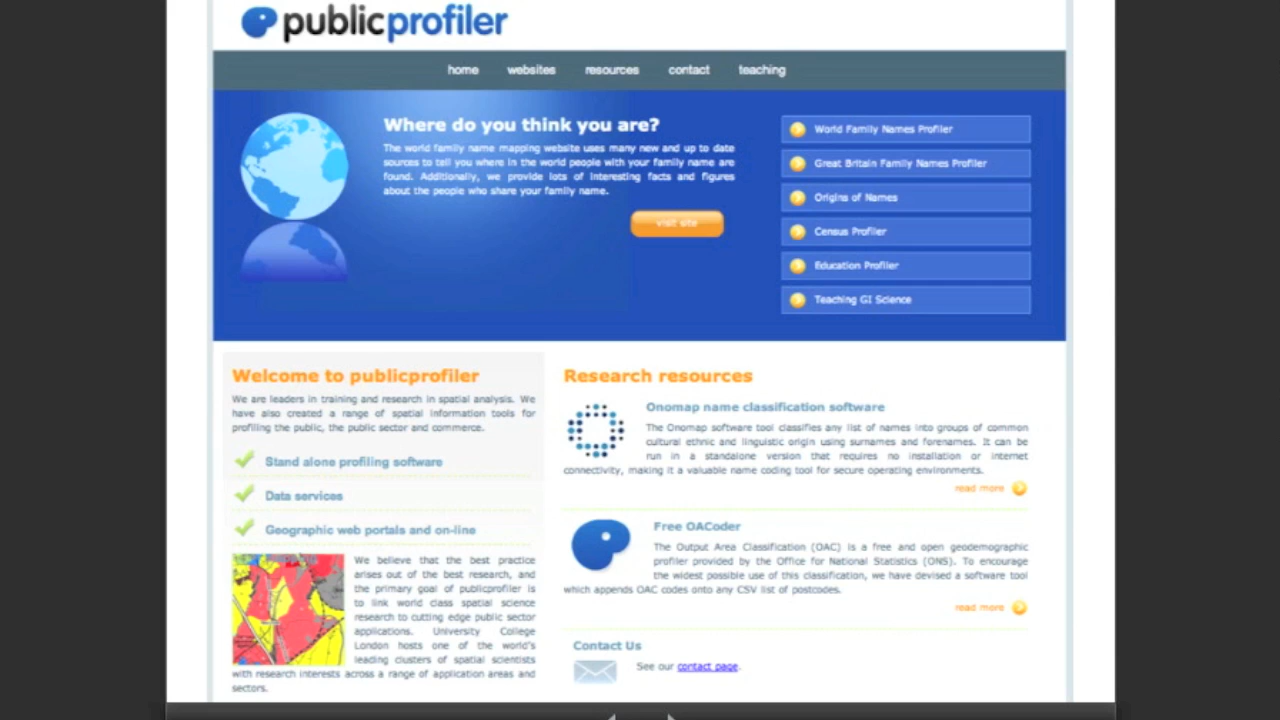 publicprofiler
home websites resources contact teaching
Where do you think you are?
The world family name mapping website uses many new and up to date
sources to tell you where in the world people with your family name are
found. Additionally, we provide lots of interesting facts and figures
about the people who share your family name.
visit site
World Family Names Profiler
Great Britain Family Names Profiler
Origins of Names
Census Profiler
Education Profiler
Teaching GI Science
Welcome to publicprofiler
We are leaders in training and research in spatial analysis. We
have also created a range of spatial information tools for
profiling the public, the public sector and commerce.
Stand alone profiling software
Data services
Geographic web portals and on-line
We believe that the best practice
arises out of the best research, and
the primary goal of publicprofiler is
to link world class spatial science
research to cutting edge public sector
applications. University College
London hosts one of the world's
leading clusters of spatial scientists
with research interests across a range of application areas and
sectors.
Research resources
Onomap name classification software
The Onomap software tool classifies any list of names into groups of common
cultural ethnic and linguistic origin using surnames and forenames. It can be
run in a standalone version that requires no installation or internet
connectivity, making it a valuable name coding tool for secure operating environments.
read more
Free OACoder
The Output Area Classification (OAC) is a free and open geodemographic
profiler provided by the Office for National Statistics (ONS). To encourage
the widest possible use of this classification, we have devised a software tool
which appends OAC codes onto any CSV list of postcodes.
read more
Contact Us
See our contact page.